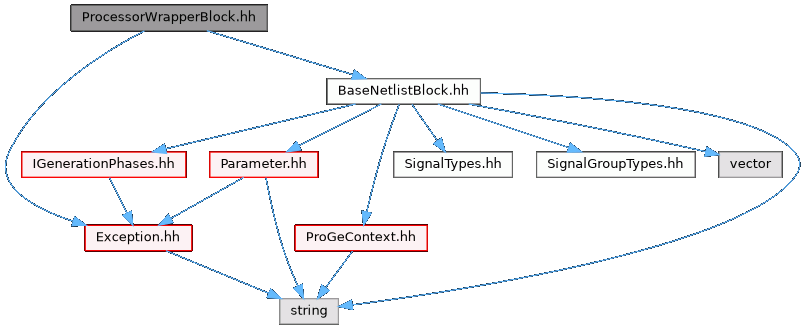 ProcessorWrapperBlock.hh
BaseNetlistBlock.hh
IGenerationPhases.hh
Parameter.hh
SignalTypes.hh
SignalGroupTypes.hh
vector
Exception.hh
ProGeContext.hh
string